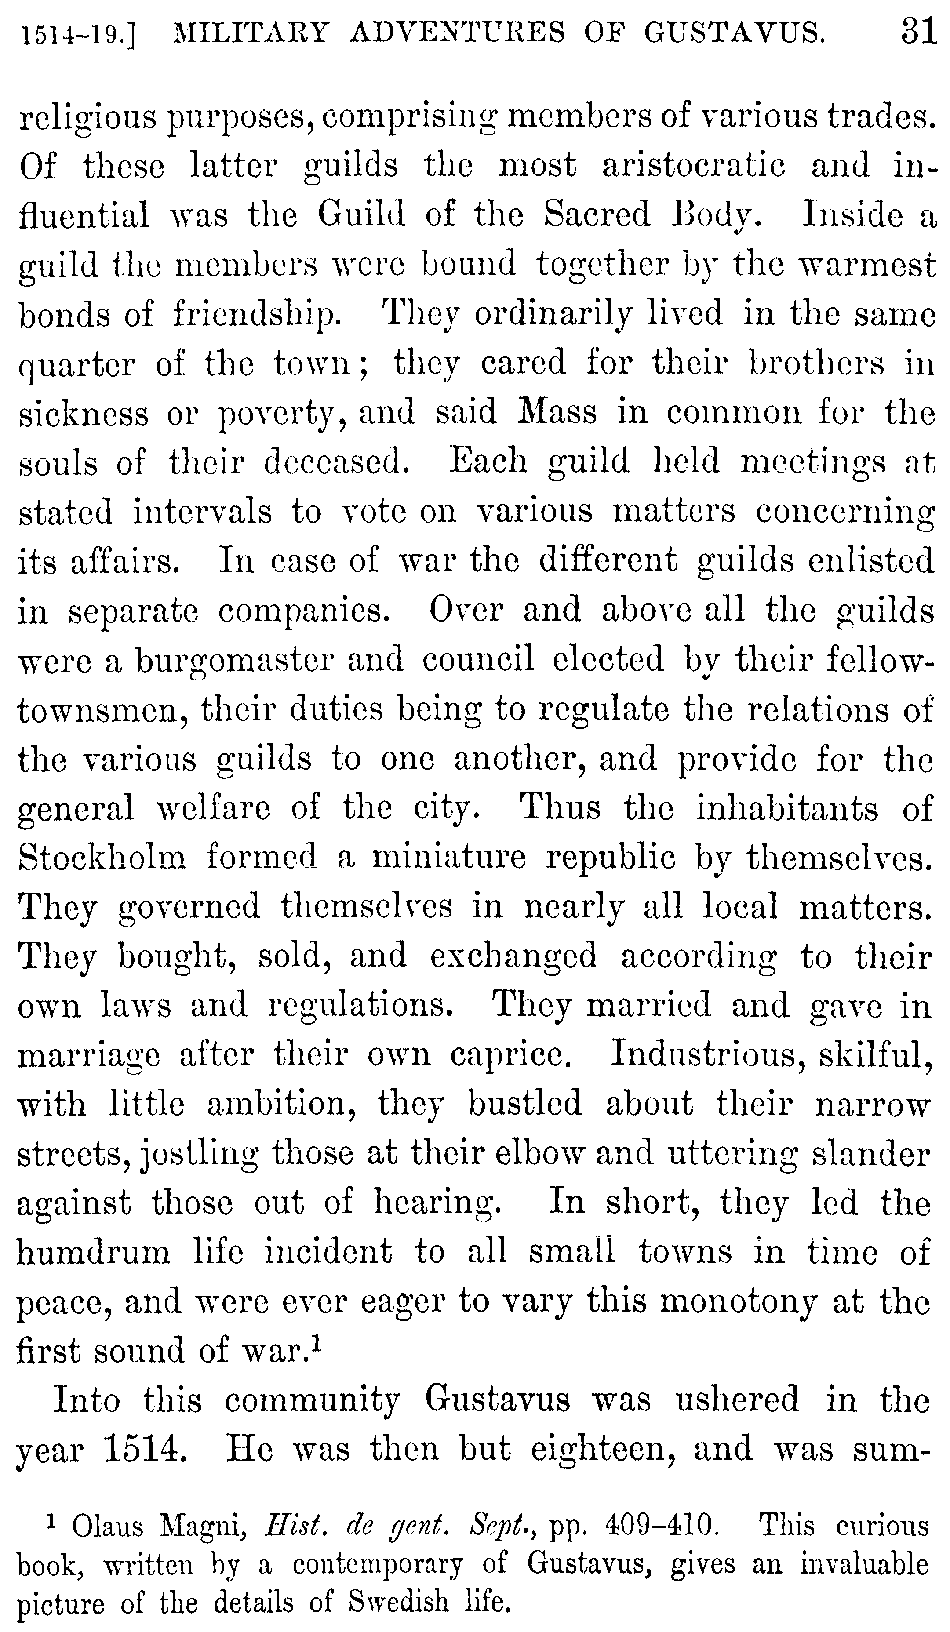 1514-19.] MILITARY ADVENTURES OF GUSTAVUS. 31
religious purposes, comprising members of various trades.
Of these latter guilds the most aristocratic and in-
fluential was the Guild of the Sacred Body. Inside a
guild the members were bound together by the warmest
bonds of friendship. They ordinarily lived in the same
quarter of the town; they cared for their brothers in
sickness or poverty, and said Mass in common for the
souls of their deceased. Each guild held meetings at
stated intervals to vote on various matters concerning
its affairs. In case of war the different guilds enlisted
in separate companies. Over and above all the guilds
were a burgomaster and council elected by their fellow-
townsmen, their duties being to regulate the relations of
the various guilds to one another, and provide for the
general welfare of the city. Thus the inhabitants of
Stockholm formed a miniature republic by themselves.
They governed themselves in nearly all local matters.
They bought, sold, and exchanged according to their
own laws and regulations. They married and gave in
marriage after their own caprice. Industrious, skilful,
with little ambition, they bustled about their narrow
streets, jostling those at their elbow and uttering slander
against those out of hearing. In short, they led the
humdrum life incident to all small towns in time of
peace, and were ever eager to vary this monotony at the
first sound of war.¹
Into this community Gustavus was ushered in the
year 1514. He was then but eighteen, and was sum-
¹ Olaus Magni, Hist. de gent. Sept., pp. 409-410. This curious
book, written by a contemporary of Gustavus, gives an invaluable
picture of the details of Swedish life.